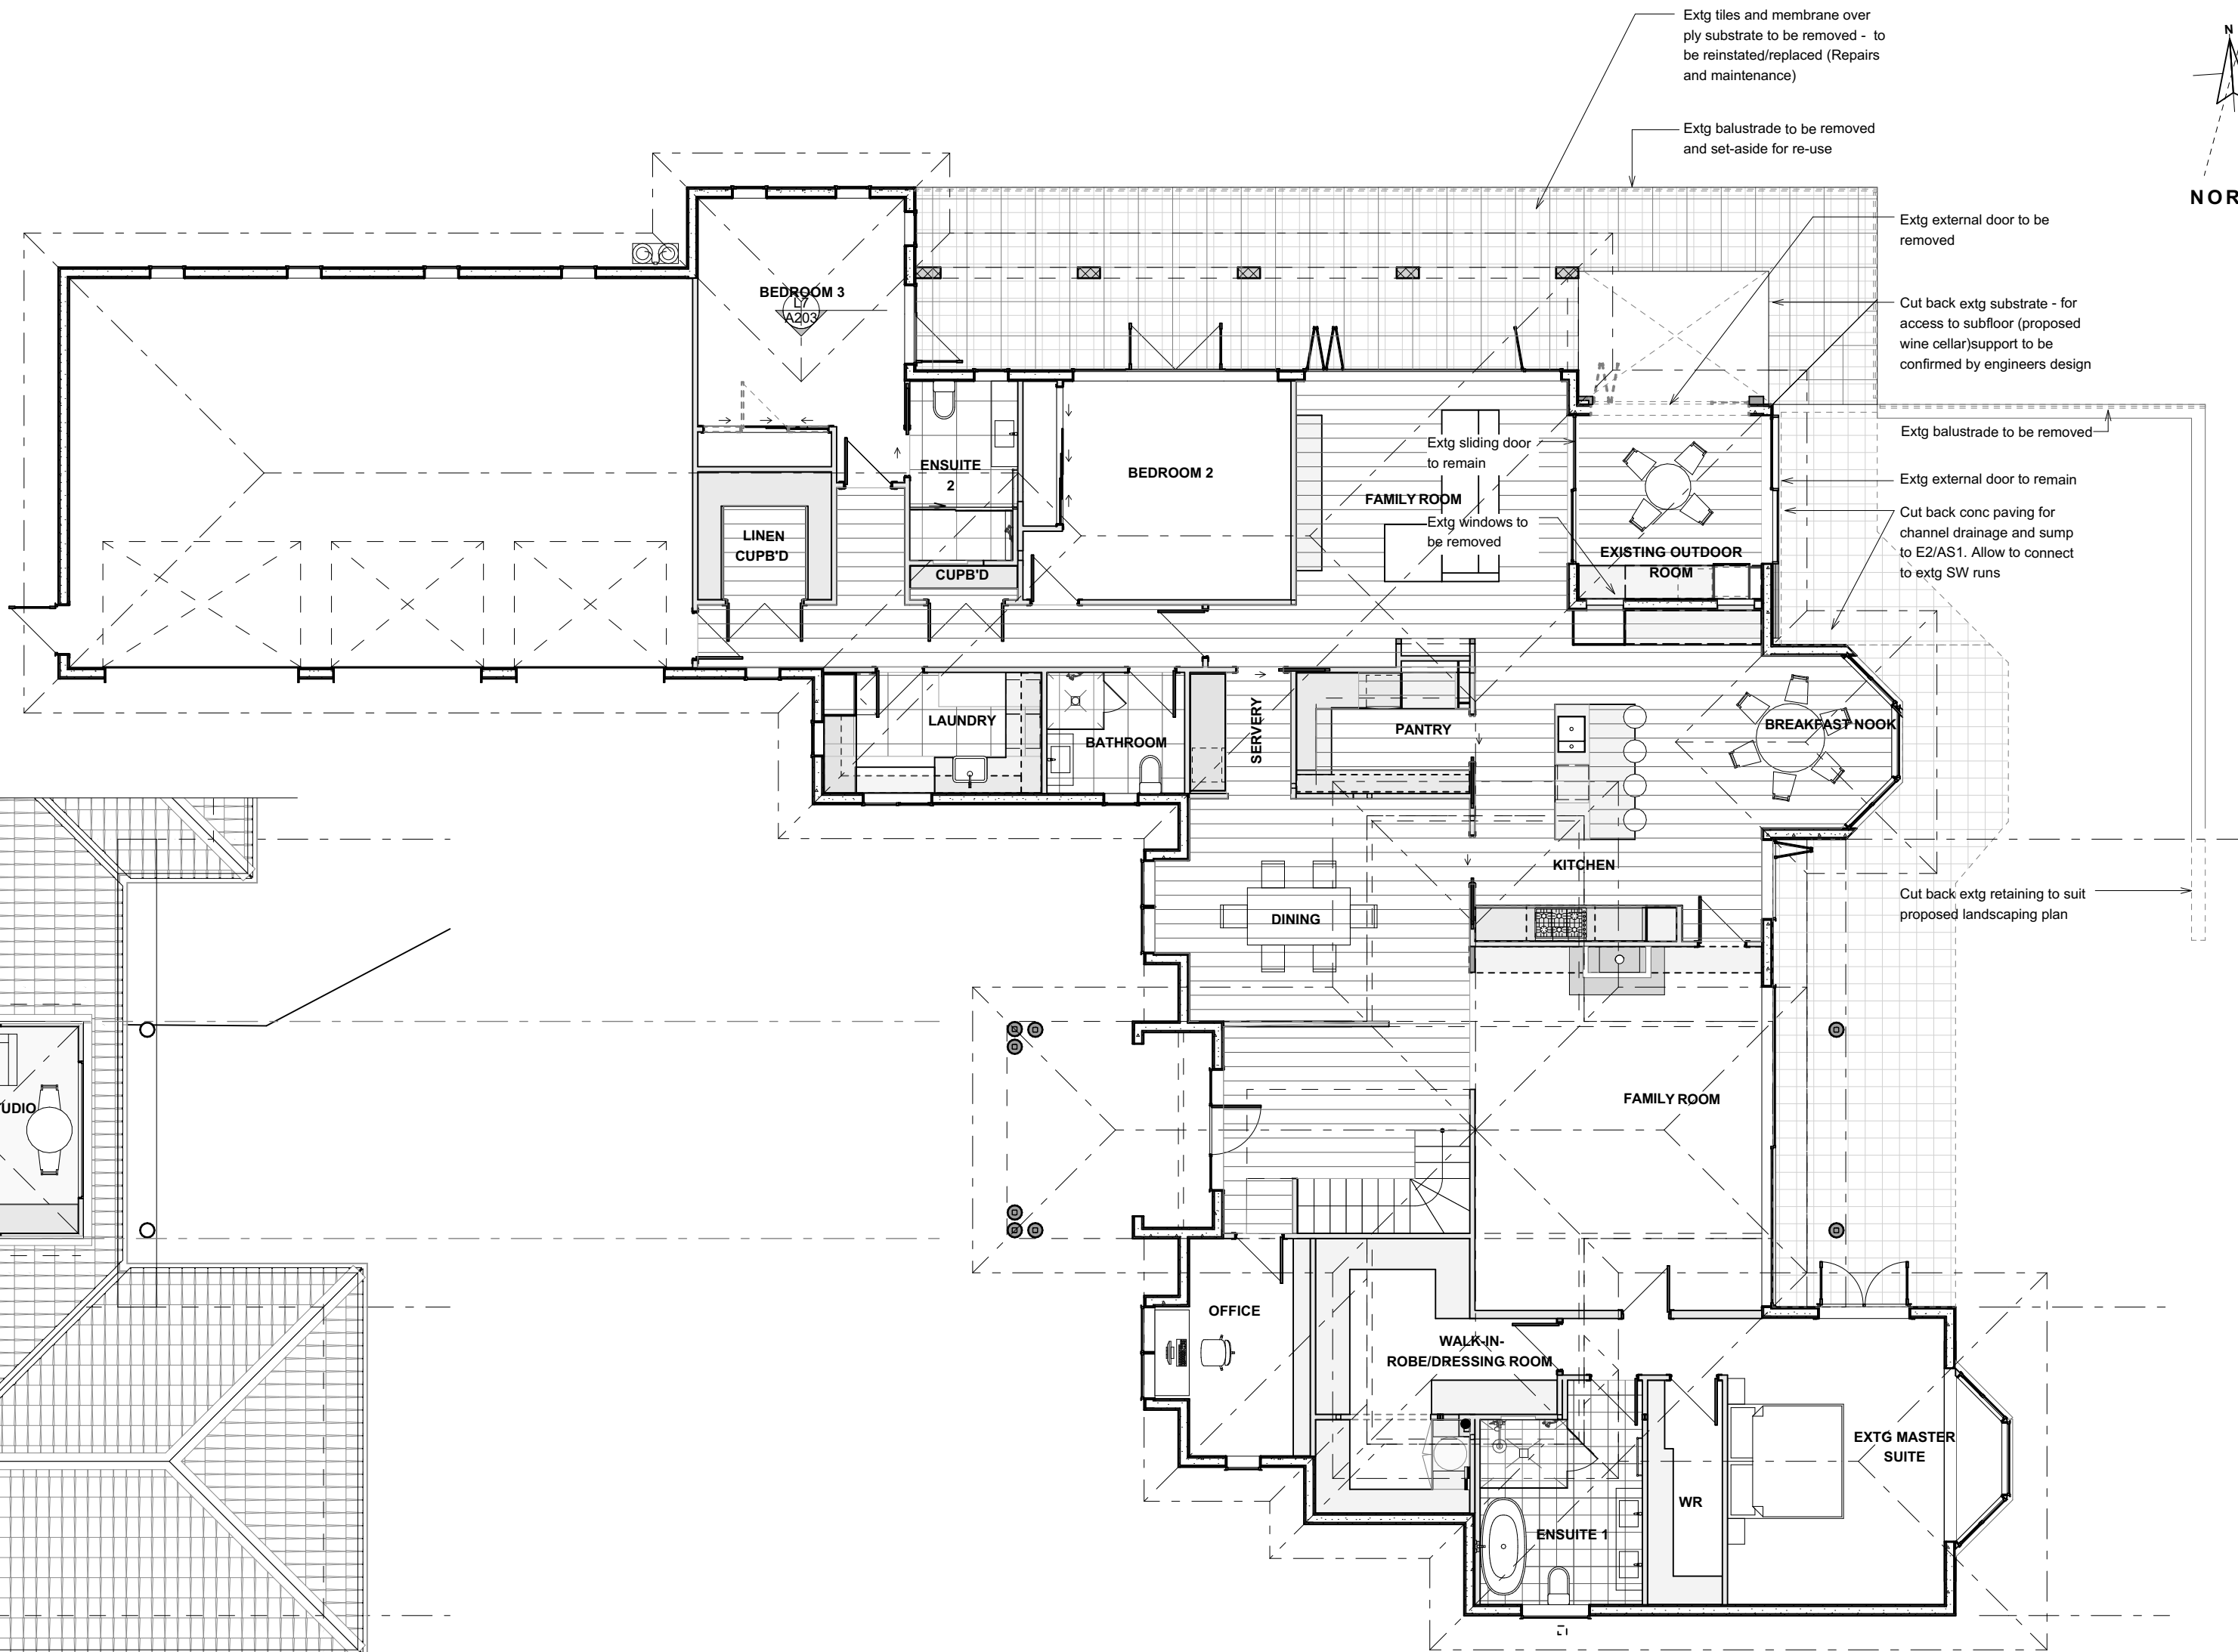 Extg tiles and membrane over
ply substrate to be removed - to
be reinstated/replaced (Repairs
and maintenance)
N
Extg balustrade to be removed
and set-aside for re-use
NOR
Extg external door to be
removed
BEDROOM 3
L7
A203
Cut back extg substrate - for
access to subfloor (proposed
wine cellar)support to be
confirmed by engineers design
Extg balustrade to be removed
Extg sliding door
to remain
ENSUITE
2
BEDROOM 2
Extg external door to remain
FAMILY ROOM
Extg windows to
be removed
Cut back conc paving for
channel drainage and sump
to E2/AS1. Allow to connect
to extg SW runs
LINEN
CUPB'D
EXISTING OUTDOOR
ROOM
CUPB'D
LAUNDRY
BATHROOM
SERVERY
PANTRY
BREAKFAST NOOK
KITCHEN
Cut back extg retaining to suit
proposed landscaping plan
DINING
UDIO
FAMILY ROOM
OFFICE
WALK-IN-
ROBE/DRESSING ROOM
EXTG MASTER
SUITE
WR
ENSUITE 1